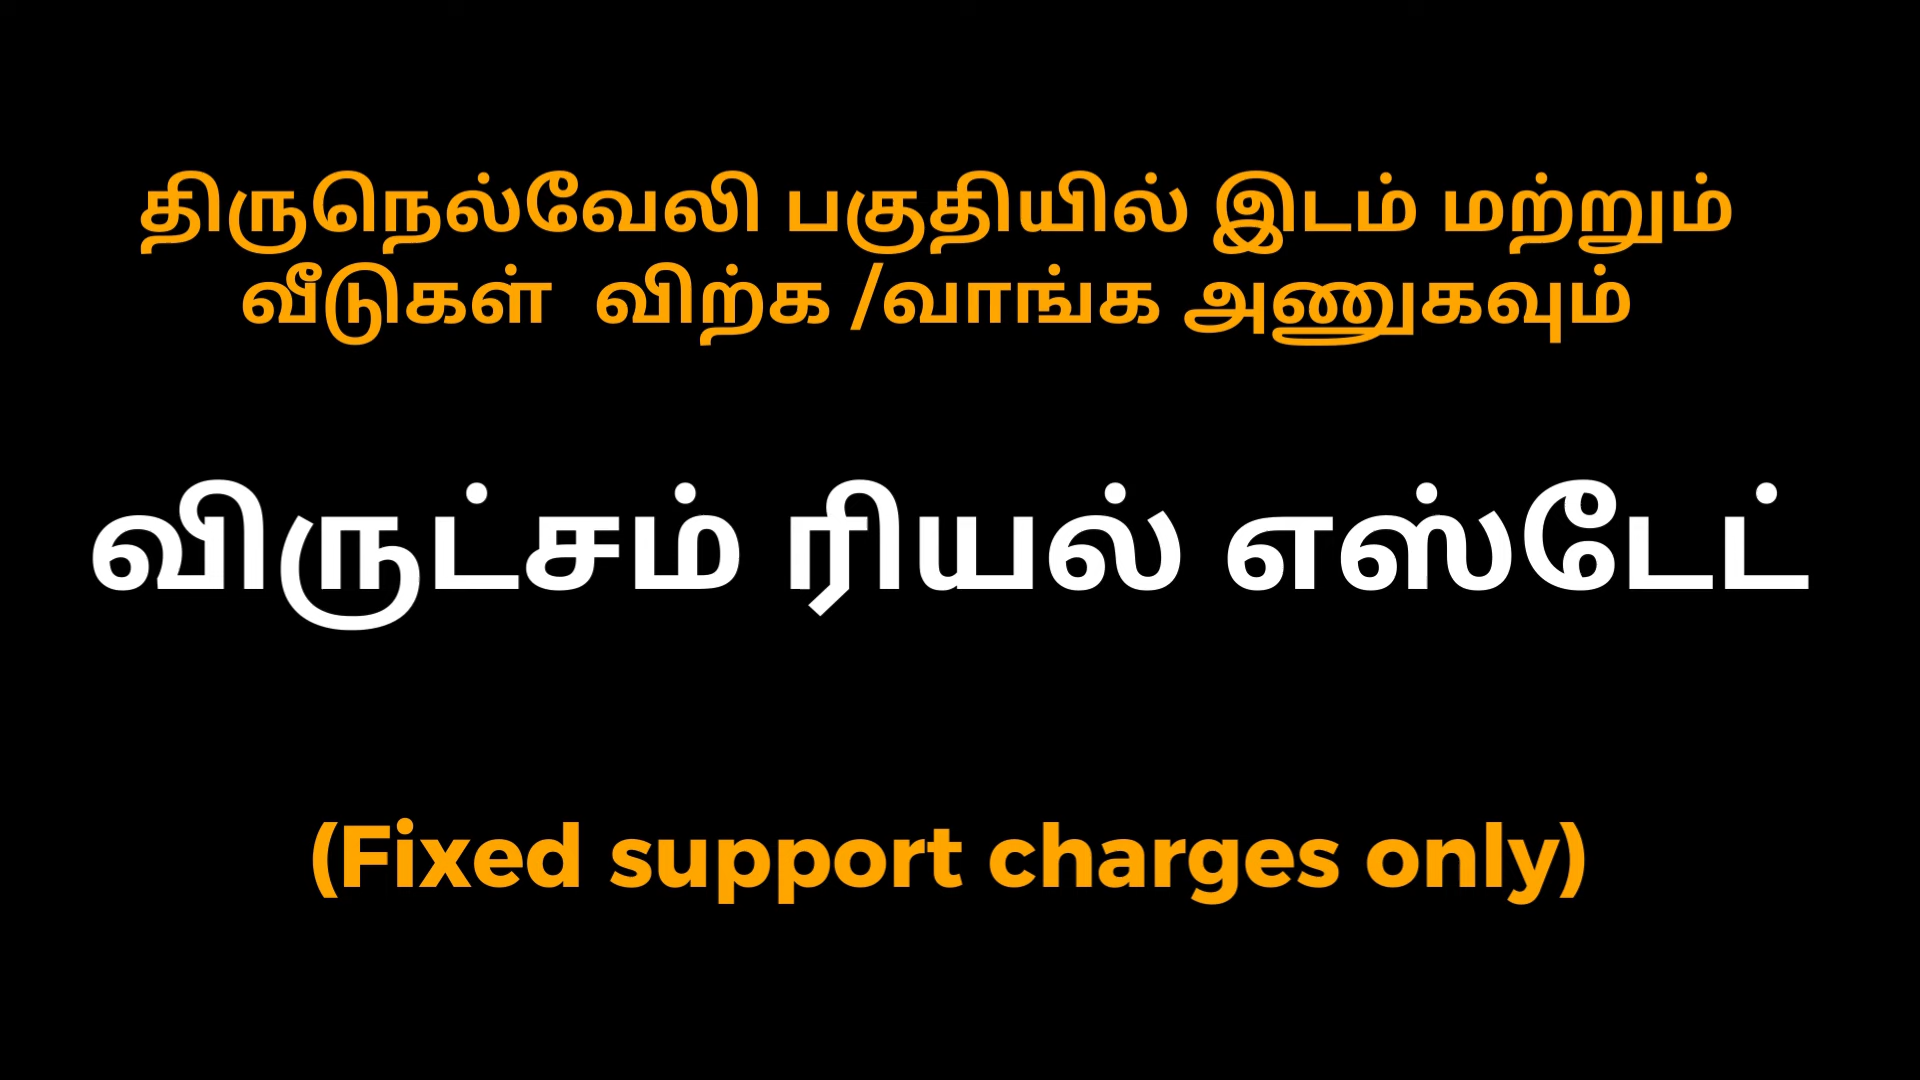 திருநெல்வேலி பகுதியில் இடம் மற்றும்
வீடுகள் விற்க /வாங்க அணுகவும்
விருட்சம் ரியல் எஸ்டேட்
(Fixed support charges only)